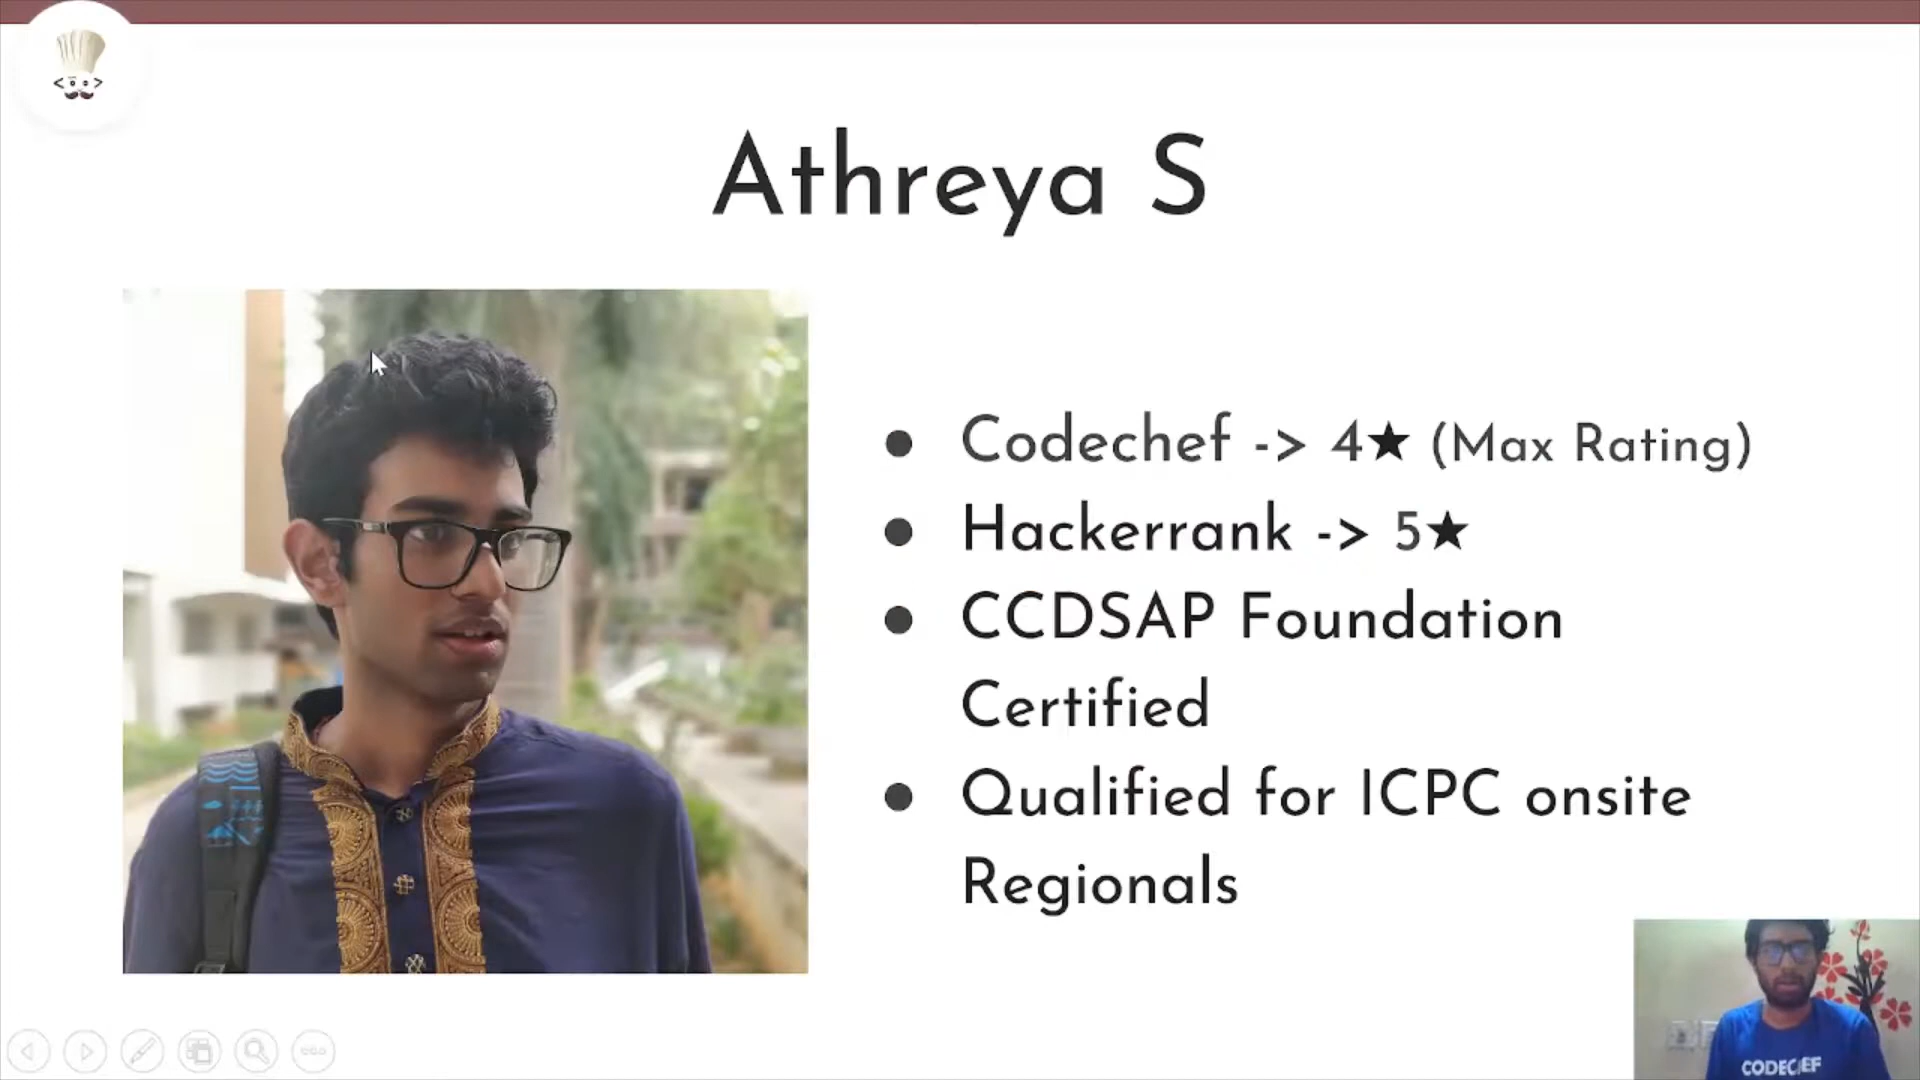 Athreya S
● Codechef -> 4★ (Max Rating)
● Hackerrank -> 5★
● CCDSAP Foundation
Certified
● Qualified for ICPC onsite
Regionals
CODECHEF